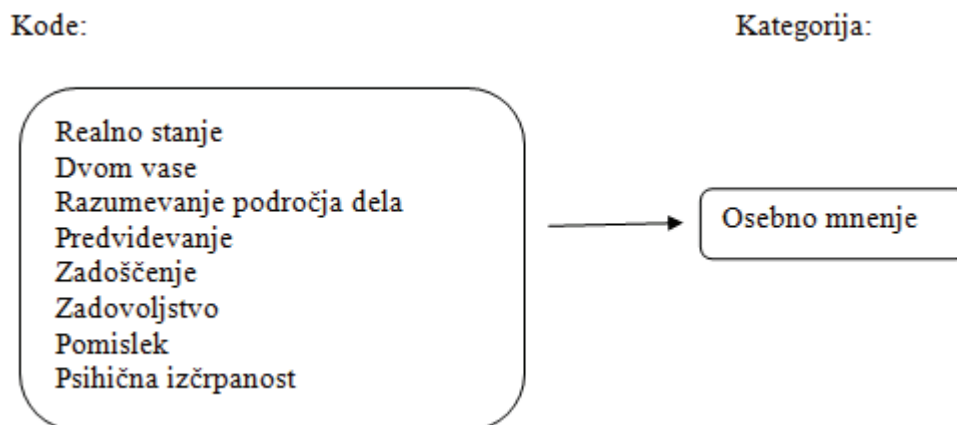 Kode:
Kategorija:
Realno stanje
Dvom vase
Razumevanje področja dela
Predvidevanje
Zadoščenje
Zadovoljstvo
Pomislek
Psihična izčrpanost
Osebno mnenje